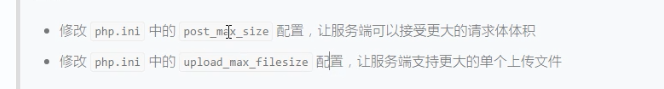 修改 php.ini 中的 post_max_size 配置，让服务端可以接受更大的请求体体积
修改 php.ini 中的 upload_max_filesize 配置，让服务端支持更大的单个上传文件